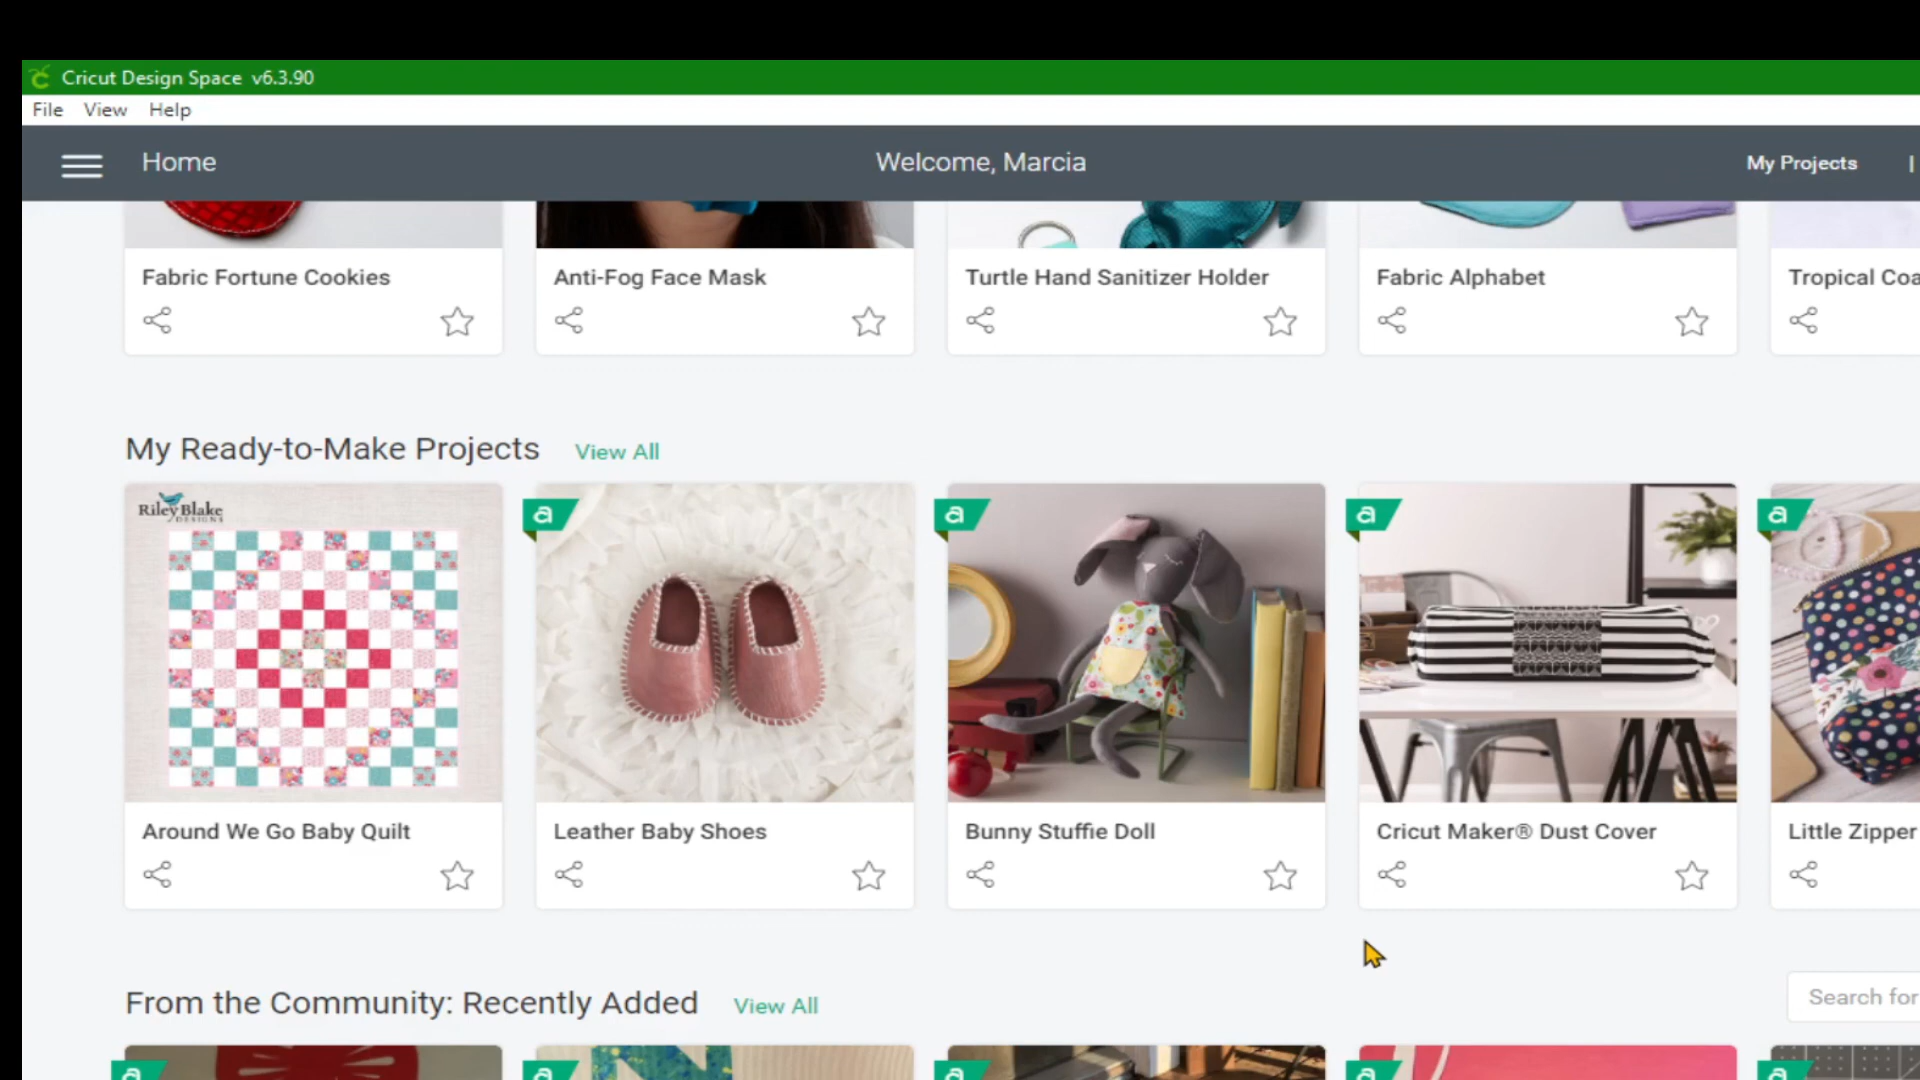 Cricut Design Space v6.3.90
File View Help
Home Welcome, Marcia My Projects |
Fabric Fortune Cookies
Anti-Fog Face Mask
Turtle Hand Sanitizer Holder
Fabric Alphabet
Tropical Coa
My Ready-to-Make Projects View All
Riley Blake
DESIGNS
a
a
a
a
Around We Go Baby Quilt
Leather Baby Shoes
Bunny Stuffie Doll
Cricut Maker® Dust Cover
Little Zipper
From the Community: Recently Added View All
Search for
a
a
a
a
a